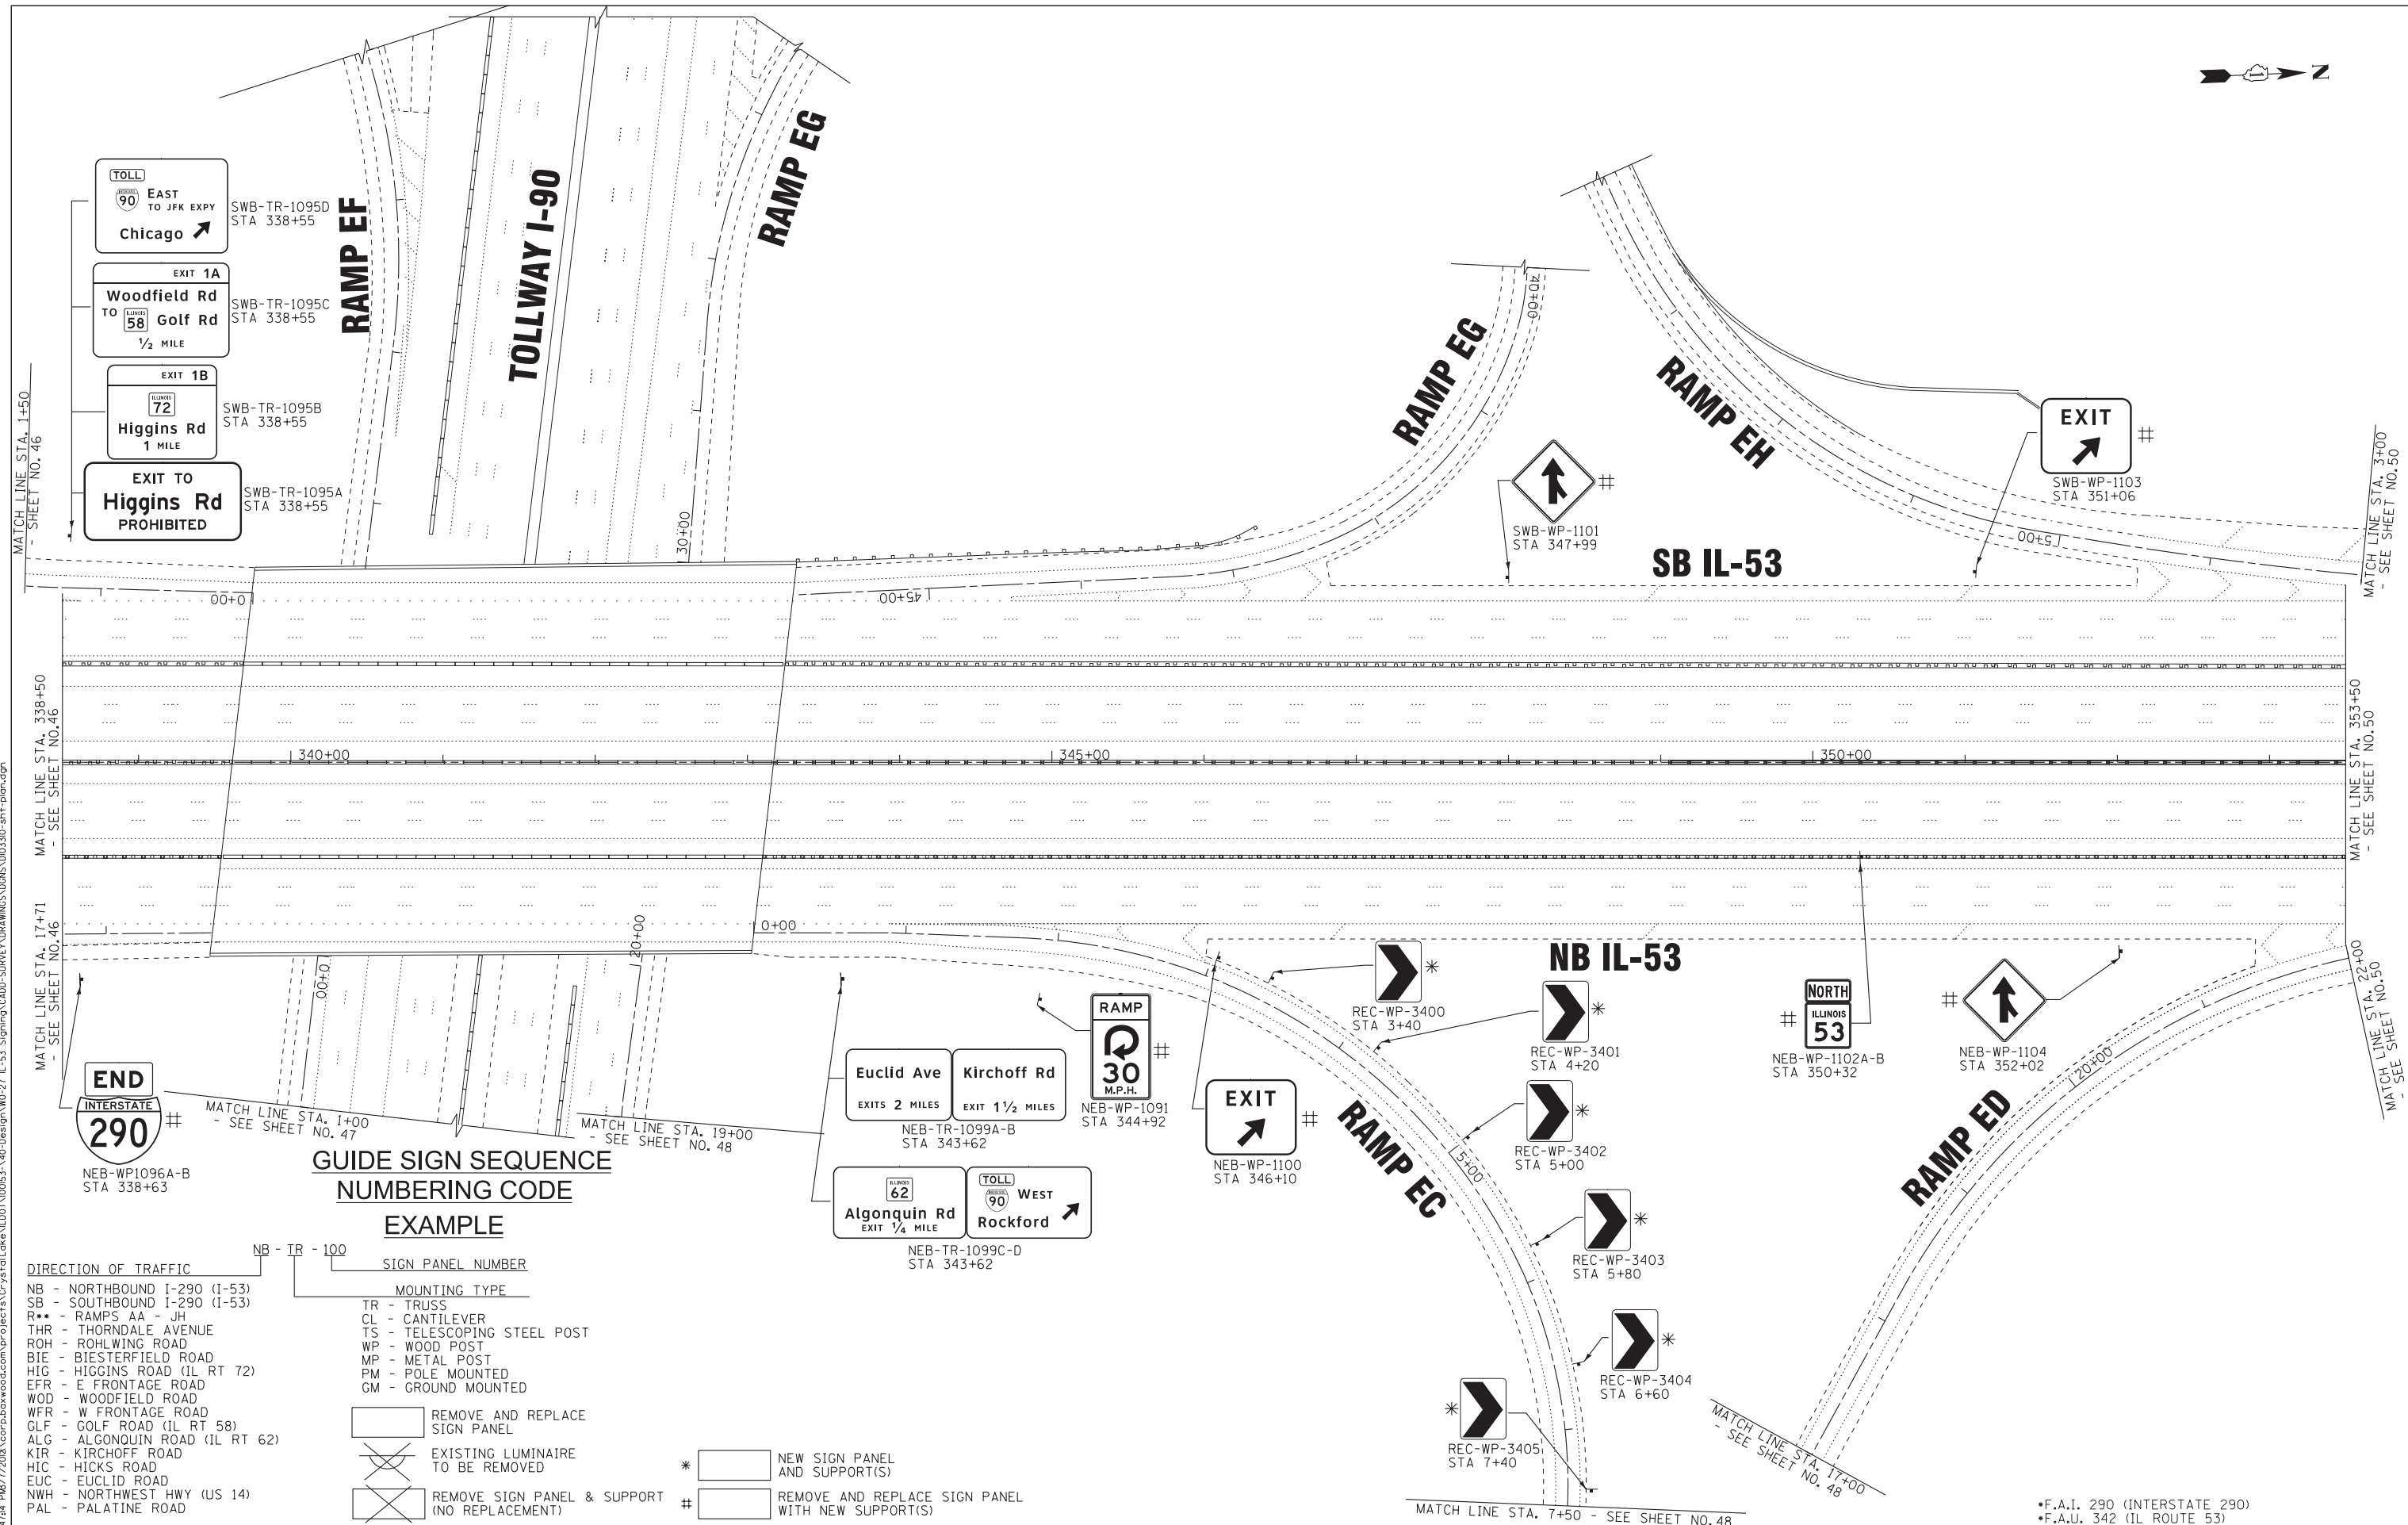 N
TOLL
90 EAST
TO JFK EXPY
Chicago
SWB-TR-1095D
STA 338+55
EXIT 1A
Woodfield Rd
TO ILLINOIS 58 Golf Rd
1/2 MILE
SWB-TR-1095C
STA 338+55
EXIT 1B
ILLINOIS
72
Higgins Rd
1 MILE
SWB-TR-1095B
STA 338+55
EXIT TO
Higgins Rd
PROHIBITED
SWB-TR-1095A
STA 338+55
MATCH LINE STA. 1+50
- SHEET NO. 46
RAMP EF
TOLLWAY I-90
RAMP EG
30+00
RAMP EG
40+00
RAMP EH
EXIT
#
SWB-WP-1103
STA 351+06
#
SWB-WP-1101
STA 347+99
SB IL-53
15+00
MATCH LINE STA. 3+00
- SEE SHEET NO.50
0+00
45+00
MATCH LINE STA. 338+50
- SEE SHEET NO.46
340+00
345+00
350+00
MATCH LINE STA. 353+50
- SEE SHEET NO.50
MATCH LINE STA. 17+71
- SEE SHEET NO.46
0+00
0+00
20+00
NB IL-53
*
REC-WP-3400
STA 3+40
*
REC-WP-3401
STA 4+20
*
REC-WP-3402
STA 5+00
*
REC-WP-3403
STA 5+80
*
REC-WP-3404
STA 6+60
*
REC-WP-3405
STA 7+40
RAMP
30
M.P.H.
#
NEB-WP-1091
STA 344+92
EXIT
#
NEB-WP-1100
STA 346+10
RAMP EC
5+00
NORTH
ILLINOIS
53
#
NEB-WP-1102A-B
STA 350+32
#
NEB-WP-1104
STA 352+02
20+00
RAMP ED
MATCH LINE STA. 22+00
- SEE SHEET NO.50
END
INTERSTATE
290
#
NEB-WP1096A-B
STA 338+63
MATCH LINE STA. 1+00
- SEE SHEET NO. 47
MATCH LINE STA. 19+00
- SEE SHEET NO. 48
Euclid Ave
EXITS 2 MILES
Kirchoff Rd
EXIT 1 1/2 MILES
NEB-TR-1099A-B
STA 343+62
ILLINOIS
62
Algonquin Rd
EXIT 1/4 MILE
TOLL
90 WEST
Rockford
NEB-TR-1099C-D
STA 343+62
GUIDE SIGN SEQUENCE
NUMBERING CODE
EXAMPLE
NB - TR - 100
DIRECTION OF TRAFFIC
SIGN PANEL NUMBER
MOUNTING TYPE
NB - NORTHBOUND I-290 (I-53)
SB - SOUTHBOUND I-290 (I-53)
R** - RAMPS AA - JH
THR - THORNDALE AVENUE
ROH - ROHLWING ROAD
BIE - BIESTERFIELD ROAD
HIG - HIGGINS ROAD (IL RT 72)
EFR - E FRONTAGE ROAD
WOD - WOODFIELD ROAD
WFR - W FRONTAGE ROAD
GLF - GOLF ROAD (IL RT 58)
ALG - ALGONQUIN ROAD (IL RT 62)
KIR - KIRCHOFF ROAD
HIC - HICKS ROAD
EUC - EUCLID ROAD
NWH - NORTHWEST HWY (US 14)
PAL - PALATINE ROAD
TR - TRUSS
CL - CANTILEVER
TS - TELESCOPING STEEL POST
WP - WOOD POST
MP - METAL POST
PM - POLE MOUNTED
GM - GROUND MOUNTED
REMOVE AND REPLACE
SIGN PANEL
EXISTING LUMINAIRE
TO BE REMOVED
REMOVE SIGN PANEL & SUPPORT
(NO REPLACEMENT)
* NEW SIGN PANEL
AND SUPPORT(S)
# REMOVE AND REPLACE SIGN PANEL
WITH NEW SUPPORT(S)
MATCH LINE STA. 7+50 - SEE SHEET NO.48
MATCH LINE STA. 17+00
- SEE SHEET NO. 48
*F.A.I. 290 (INTERSTATE 290)
*F.A.U. 342 (IL ROUTE 53)